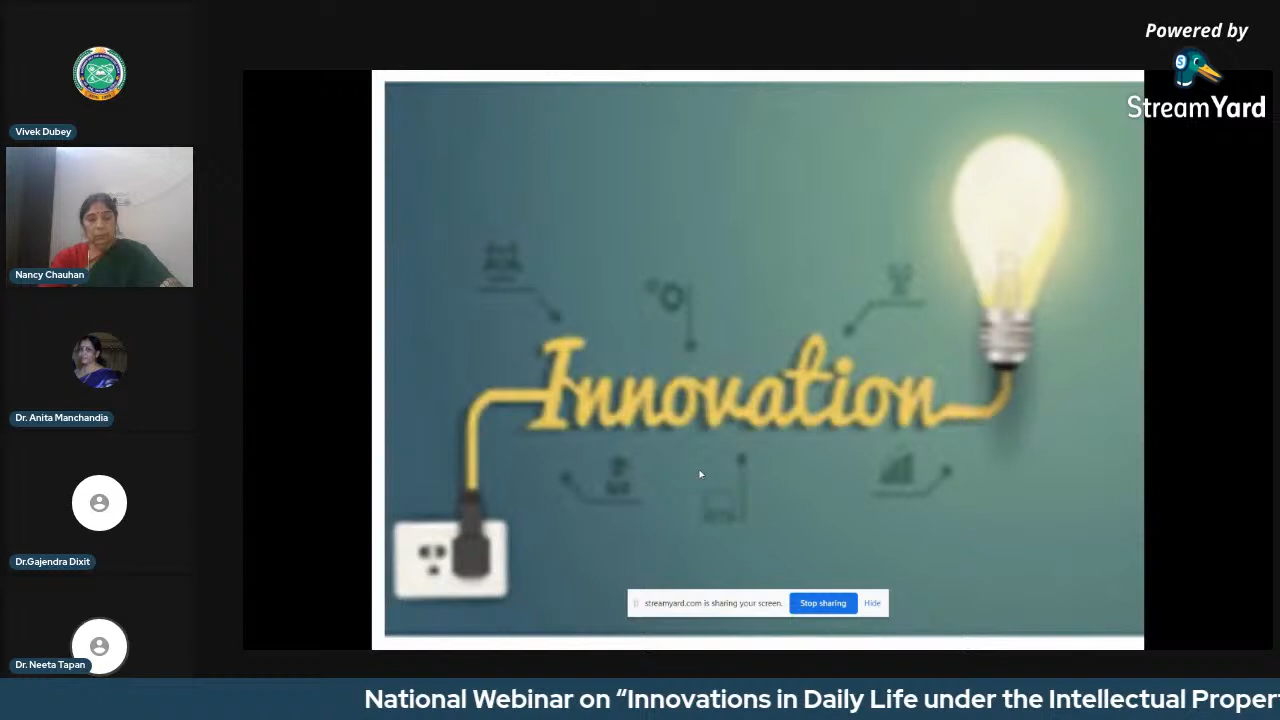 Powered by
StreamYard
Vivek Dubey
Nancy Chauhan
Dr. Anita Manchandia
Dr.Gajendra Dixit
Dr. Neeta Tapan
Innovation
streamyard.com is sharing your screen.
Stop sharing
Hide
National Webinar on “Innovations in Daily Life under the Intellectual Proper